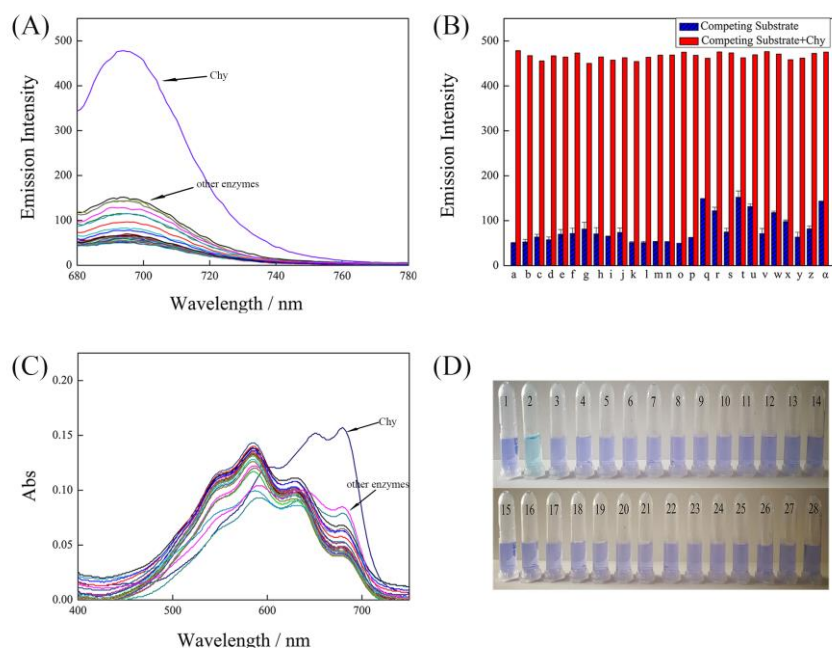 (A)
500
400
300
200
100
0
Emission Intensity
Chy
other enzymes
680 700 720 740 760 780
Wavelength / nm
(B)
500
400
300
200
100
0
Emission Intensity
Competing Substrate
Competing Substrate+Chy
a b c d e f g h i j k l m n o p q r s t u v w x y z α
(C)
0.20
0.15
0.10
0.05
0.00
Abs
Chy
other enzymes
400 500 600 700
Wavelength / nm
(D)
1 2 3 4 5 6 7 8 9 10 11 12 13 14
15 16 17 18 19 20 21 22 23 24 25 26 27 28